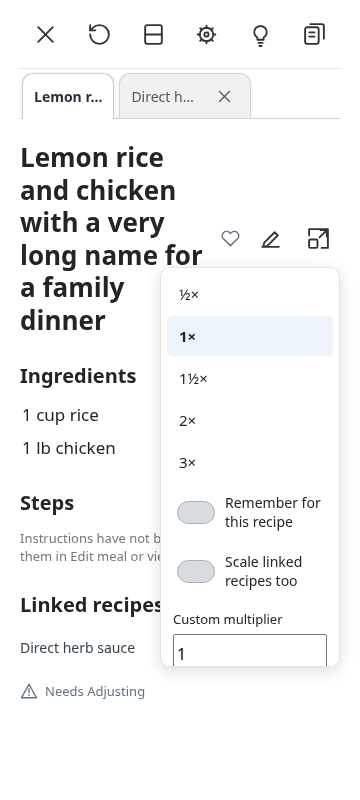 Lemon r...
Direct h...
Lemon rice
and chicken
with a very
long name for
a family
dinner
½×
1×
1½×
2×
3×
Remember for
this recipe
Scale linked
recipes too
Custom multiplier
1
Ingredients
1 cup rice
1 lb chicken
Steps
Instructions have not b
them in Edit meal or vie
Linked recipes
Direct herb sauce
Needs Adjusting